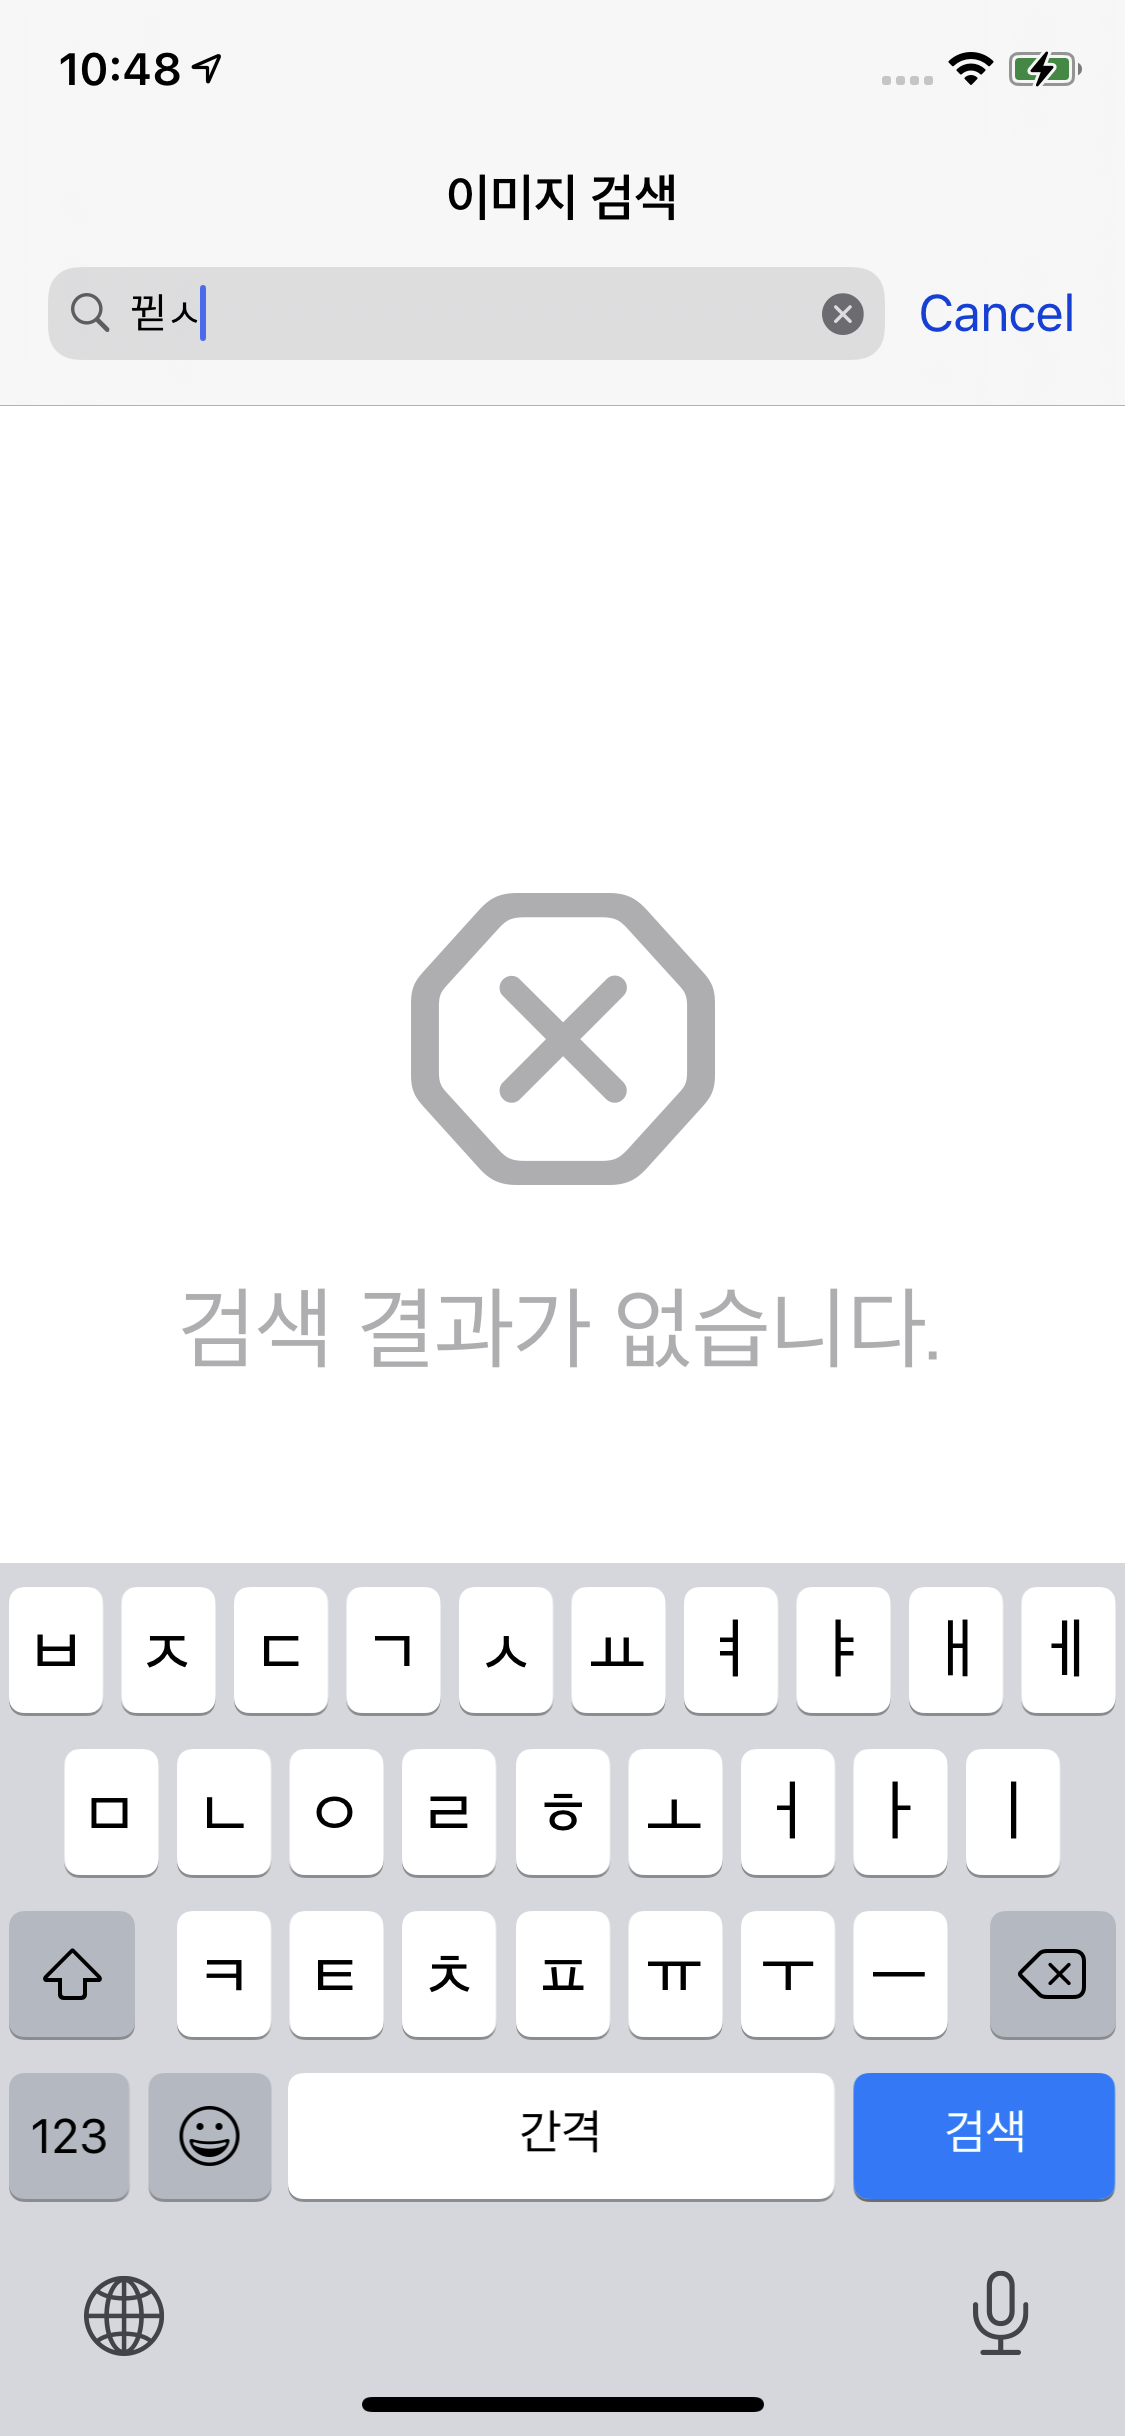 10:48
이미지 검색
뀓ㅅ
Cancel
검색 결과가 없습니다.
ㅂ ㅈ ㄷ ㄱ ㅅ ㅛ ㅕ ㅑ ㅐ ㅔ
ㅁ ㄴ ㅇ ㄹ ㅎ ㅗ ㅓ ㅏ ㅣ
ㅋ ㅌ ㅊ ㅍ ㅠ ㅜ ㅡ
123 간격 검색